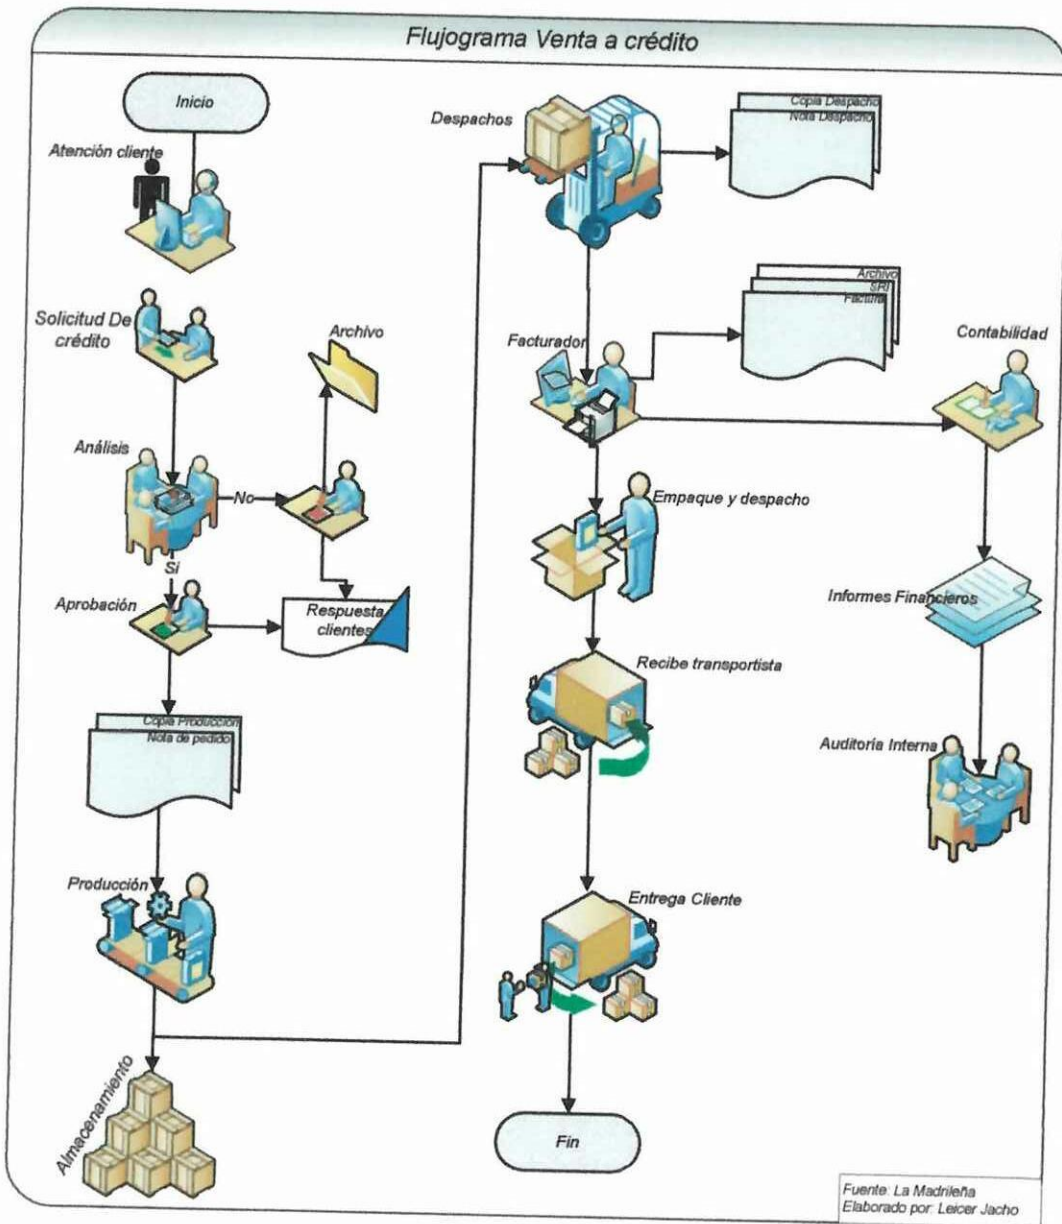 Flujograma Venta a crédito
Inicio
Atención cliente
Solicitud De
crédito
Archivo
Análisis
No
Si
Aprobación
Respuesta
clientes
Copia Producción
Nota de pedido
Producción
Almacenamiento
Despachos
Copia Despacho
Nota Despacho
Archivo
SRI
Factura
Facturador
Contabilidad
Empaque y despacho
Informes Financieros
Recibe transportista
Auditoría Interna
Entrega Cliente
Fin
Fuente: La Madrileña
Elaborado por: Leicer Jacho